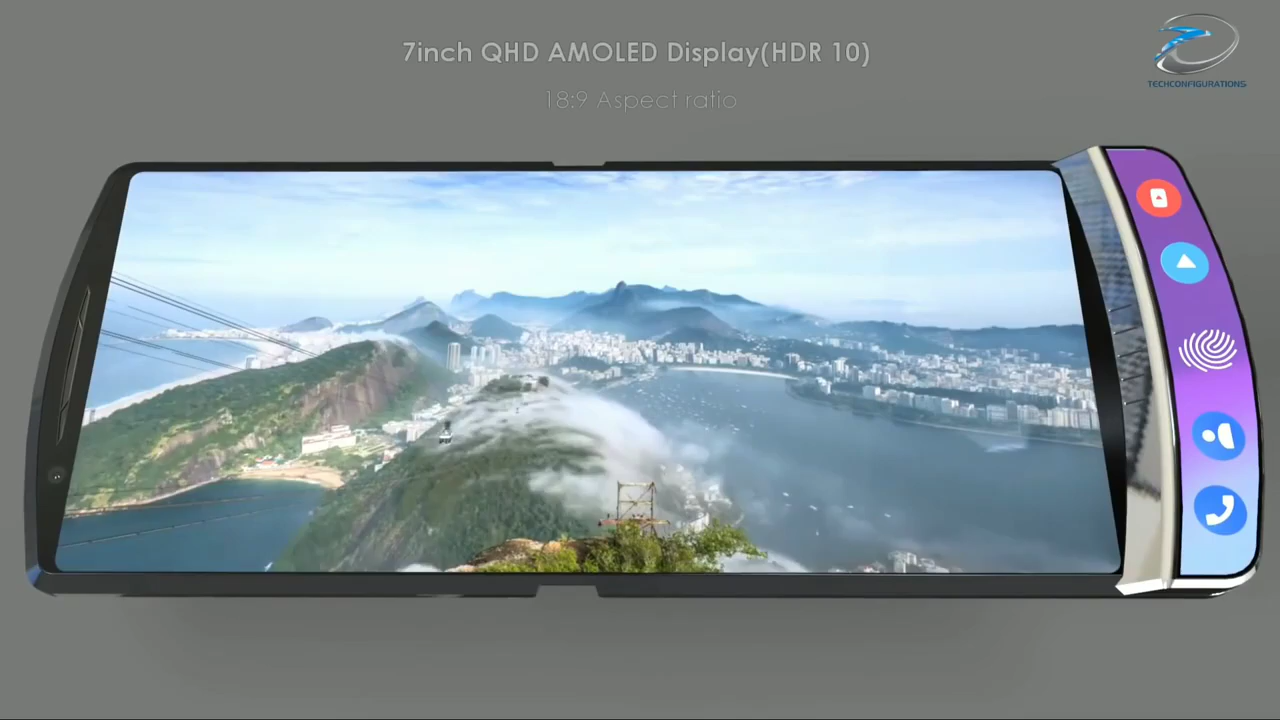 7inch QHD AMOLED Display(HDR 10)
18:9 Aspect ratio
TECHCONFIGURATIONS